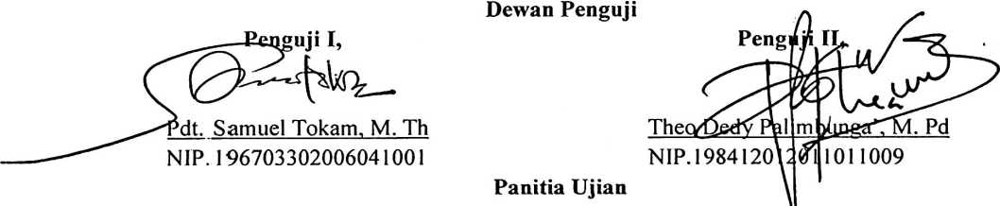 Dewan Penguji
Penguji I,
Penguji II,
Pdt. Samuel Tokam, M. Th
Theo Dedy Palimbunga', M. Pd
NIP.196703302006041001
NIP.198412012011011009
Panitia Ujian